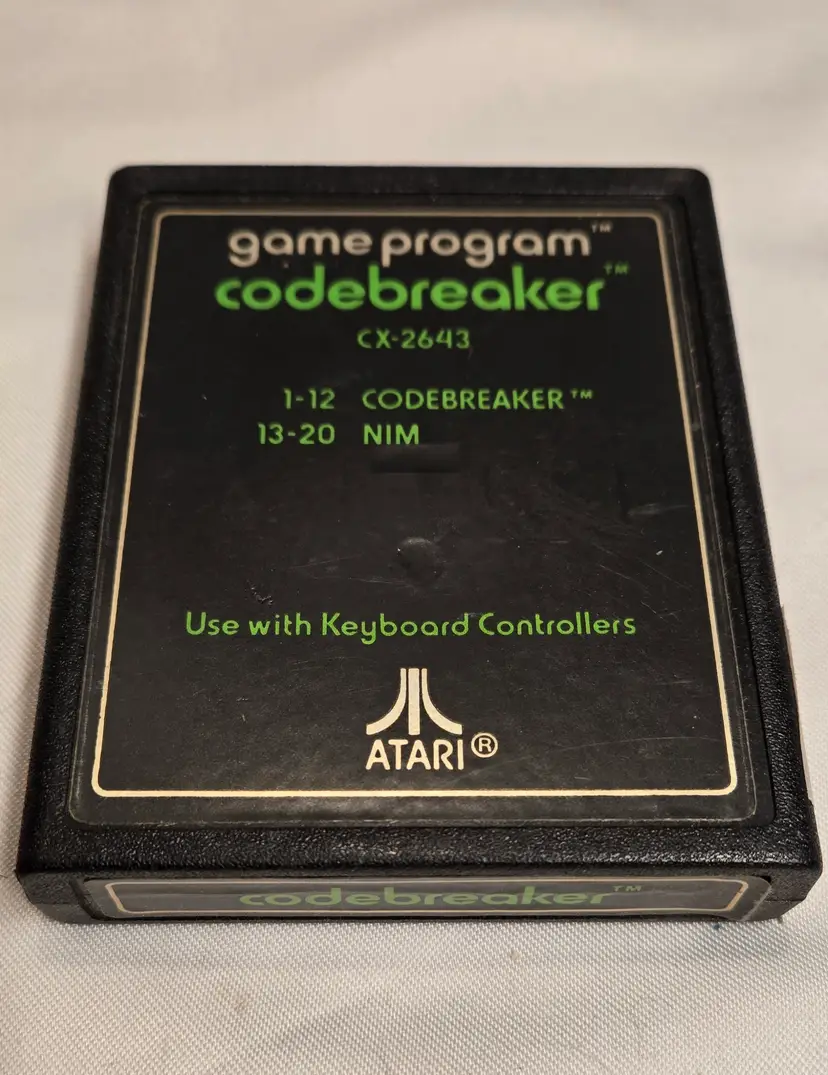 game program™
codebreaker™
CX-2643
1-12 CODEBREAKER™
13-20 NIM
Use with Keyboard Controllers
ATARI®
codebreaker™